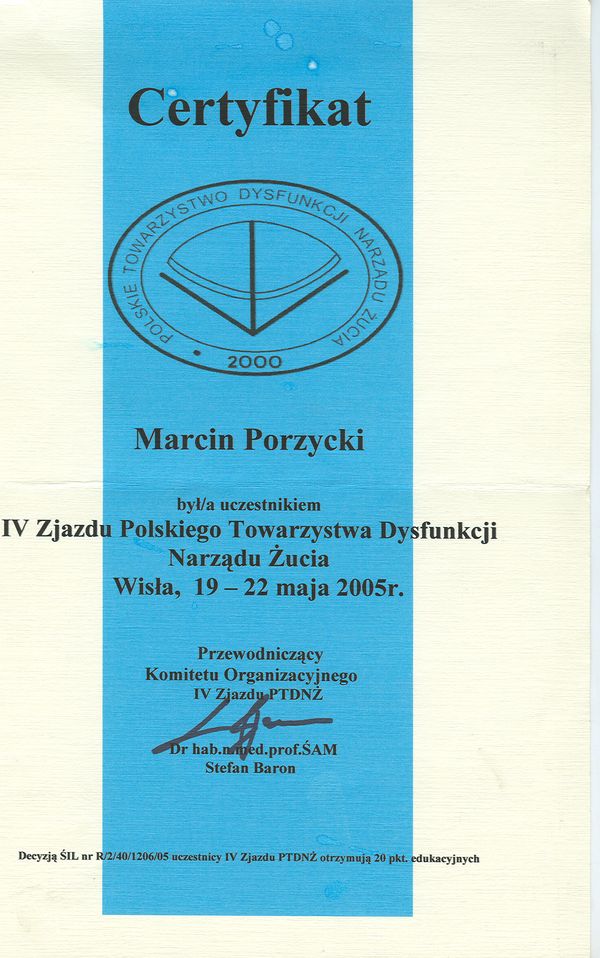 Certyfikat
POLSKIE TOWARZYSTWO DYSFUNKCJI NARZĄDU ŻUCIA
2000
Marcin Porzycki
był/a uczestnikiem
IV Zjazdu Polskiego Towarzystwa Dysfunkcji
Narządu Żucia
Wisła, 19 – 22 maja 2005r.
Przewodniczący
Komitetu Organizacyjnego
IV Zjazdu PTDNŻ
Dr hab.n.med.prof.ŚAM
Stefan Baron
Decyzją ŚIL nr R/2/40/1206/05 uczestnicy IV Zjazdu PTDNŻ otrzymują 20 pkt. edukacyjnych